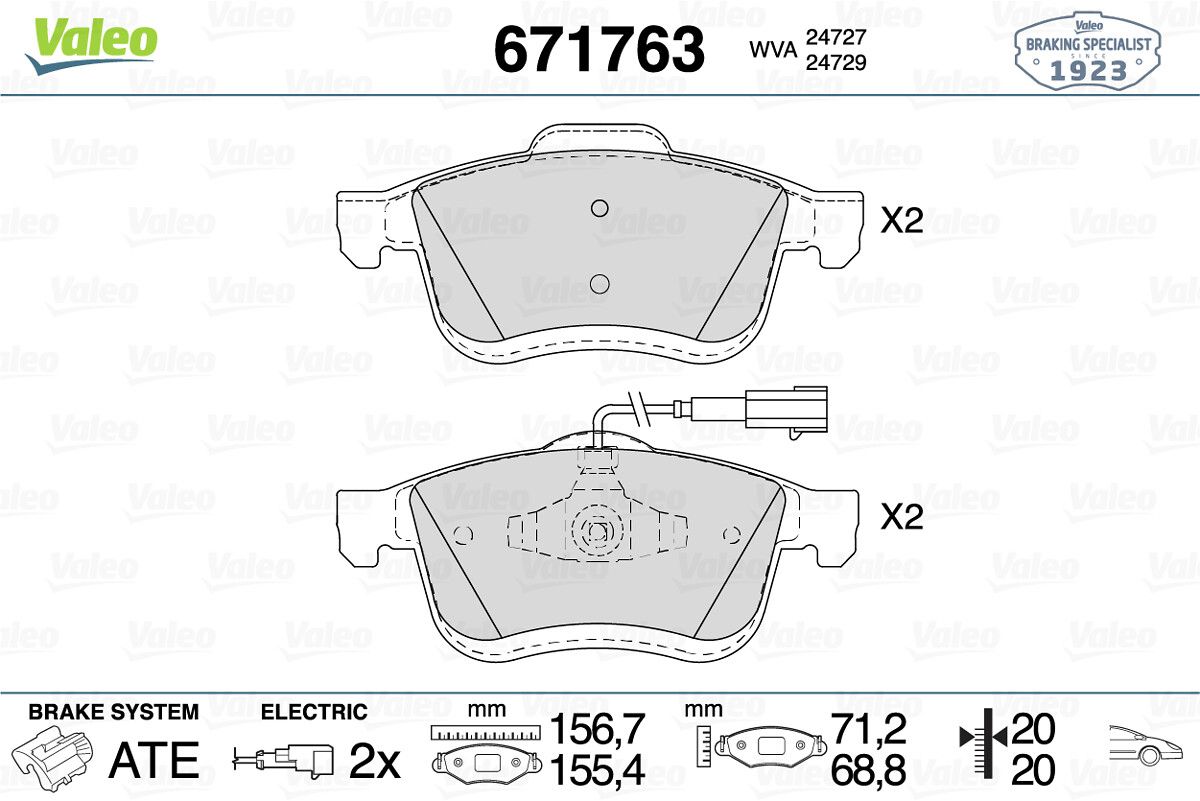 Valeo
671763
WVA 24727
24729
Valeo
BRAKING SPECIALIST
SINCE
1923
X2
X2
BRAKE SYSTEM
ATE
ELECTRIC
2x
mm
156,7
155,4
mm
71,2
68,8
20
20